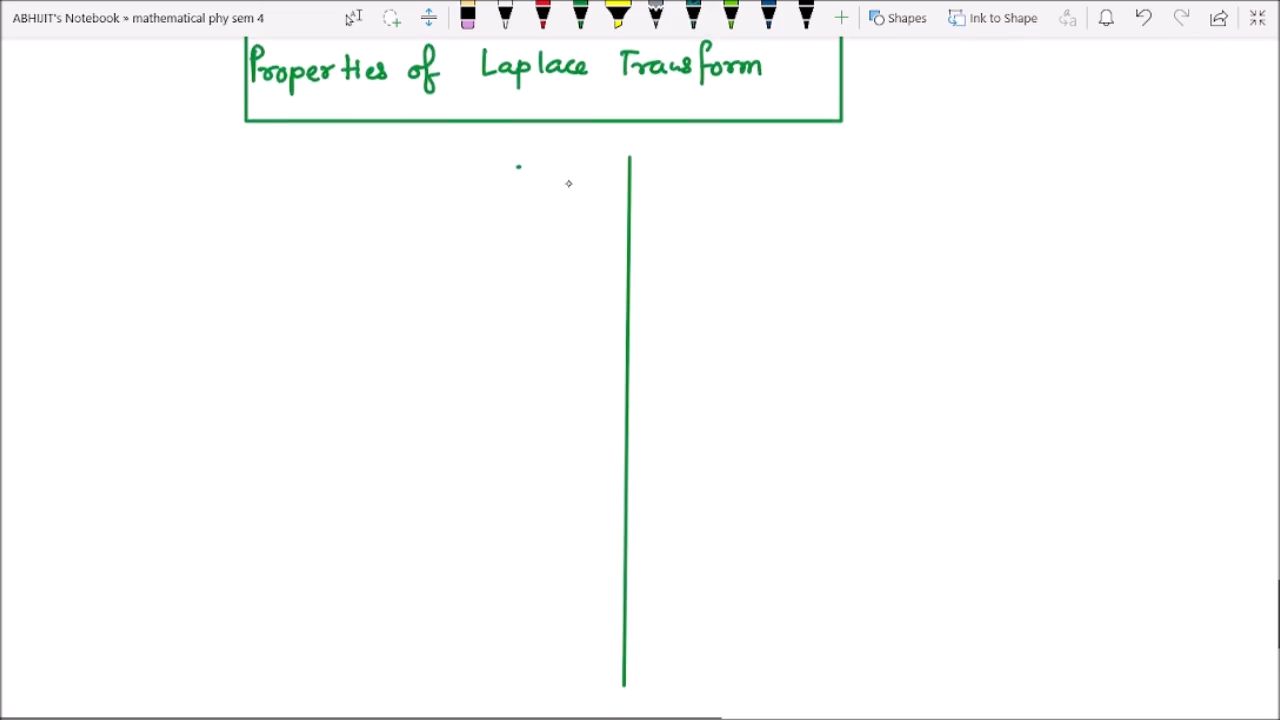 ABHIJIT's Notebook » mathematical phy sem 4
Shapes
Ink to Shape
Properties of Laplace Transform